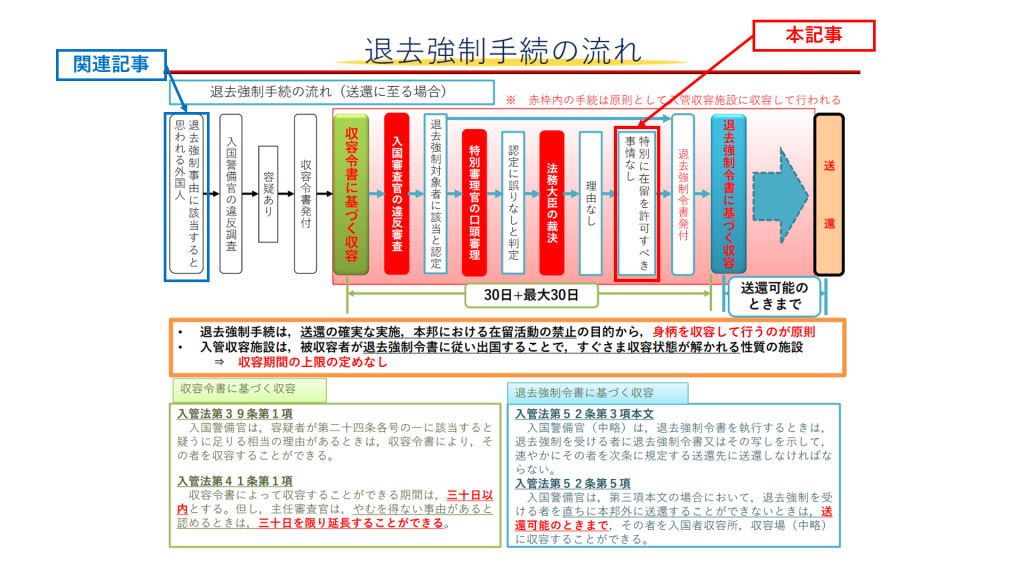 本記事
退去強制手続の流れ
関連記事
退去強制手続の流れ（送還に至る場合）
※　赤枠内の手続は原則として入管収容施設に収容して行われる
退去強制事由に該当すると
思われる外国人
入国警備官の違反調査
容疑あり
収容令書発付
収容令書に基づく収容
入国審査官の違反審査
退去強制対象者に該当と認定
特別審理官の口頭審理
認定に誤りなしと判定
法務大臣の裁決
理由なし
特別に在留を許可すべき
事情なし
退去強制令書発付
退去強制令書に基づく収容
送還
30日+最大30日
送還可能の
ときまで
• 退去強制手続は，送還の確実な実施，本邦における在留活動の禁止の目的から，身柄を収容して行うのが原則
• 入管収容施設は，被収容者が退去強制令書に従い出国することで，すぐさま収容状態が解かれる性質の施設
⇒　収容期間の上限の定めなし
収容令書に基づく収容
入管法第３９条第１項
入国警備官は，容疑者が第二十四条各号の一に該当すると
疑うに足りる相当の理由があるときは，収容令書により，そ
の者を収容することができる。
入管法第４１条第１項
収容令書によって収容することができる期間は，三十日以
内とする。但し，主任審査官は，やむを得ない事由があると
認めるときは，三十日を限り延長することができる。
退去強制令書に基づく収容
入管法第５２条第３項本文
入国警備官（中略）は，退去強制令書を執行するときは，
退去強制を受ける者に退去強制令書又はその写しを示して，
速やかにその者を次条に規定する送還先に送還しなければな
らない。
入管法第５２条第５項
入国警備官は，第三項本文の場合において，退去強制を受
ける者を直ちに本邦外に送還することができないときは，送
還可能のときまで，その者を入国者収容所，収容場（中略）
に収容することができる。